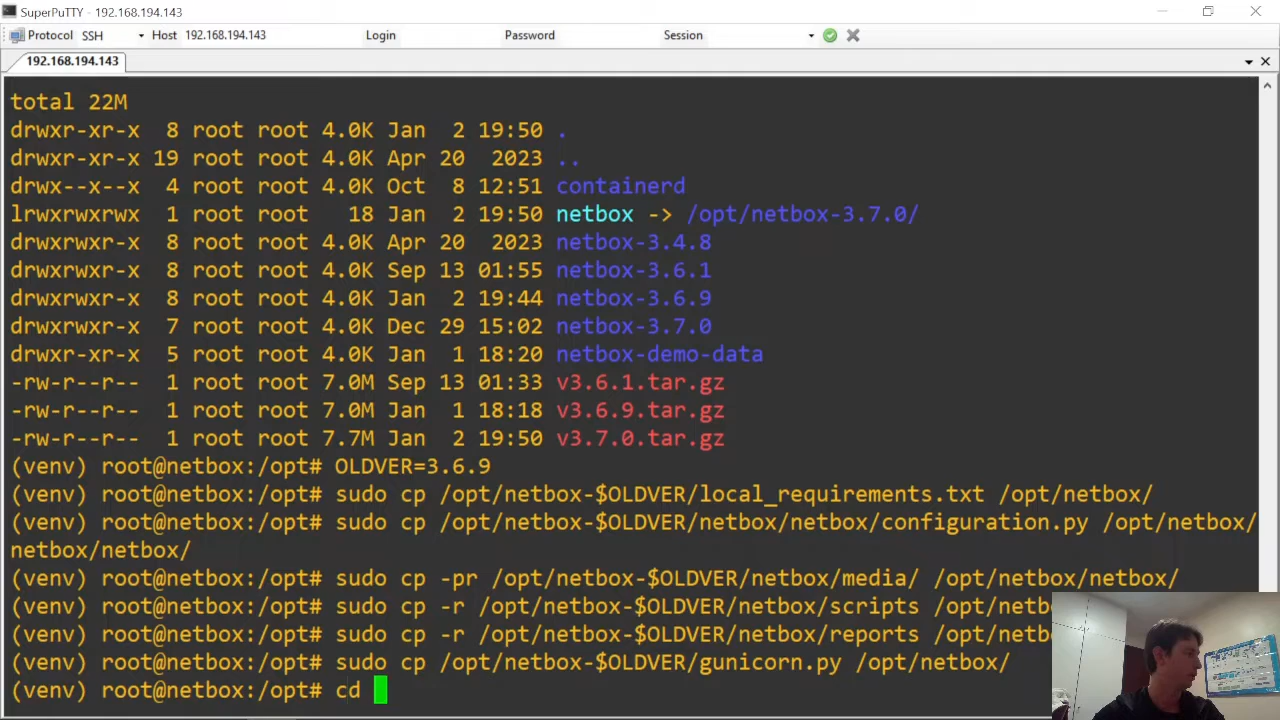 SuperPuTTY - 192.168.194.143
Protocol SSH Host 192.168.194.143 Login Password Session
192.168.194.143
total 22M
drwxr-xr-x 8 root root 4.0K Jan 2 19:50 .
drwxr-xr-x 19 root root 4.0K Apr 20 2023 ..
drwx--x--x 4 root root 4.0K Oct 8 12:51 containerd
lrwxrwxrwx 1 root root 18 Jan 2 19:50 netbox -> /opt/netbox-3.7.0/
drwxrwxr-x 8 root root 4.0K Apr 20 2023 netbox-3.4.8
drwxrwxr-x 8 root root 4.0K Sep 13 01:55 netbox-3.6.1
drwxrwxr-x 8 root root 4.0K Jan 2 19:44 netbox-3.6.9
drwxrwxr-x 7 root root 4.0K Dec 29 15:02 netbox-3.7.0
drwxr-xr-x 5 root root 4.0K Jan 1 18:20 netbox-demo-data
-rw-r--r-- 1 root root 7.0M Sep 13 01:33 v3.6.1.tar.gz
-rw-r--r-- 1 root root 7.0M Jan 1 18:18 v3.6.9.tar.gz
-rw-r--r-- 1 root root 7.7M Jan 2 19:50 v3.7.0.tar.gz
(venv) root@netbox:/opt# OLDVER=3.6.9
(venv) root@netbox:/opt# sudo cp /opt/netbox-$OLDVER/local_requirements.txt /opt/netbox/
(venv) root@netbox:/opt# sudo cp /opt/netbox-$OLDVER/netbox/netbox/configuration.py /opt/netbox/
netbox/netbox/
(venv) root@netbox:/opt# sudo cp -pr /opt/netbox-$OLDVER/netbox/media/ /opt/netbox/netbox/
(venv) root@netbox:/opt# sudo cp -r /opt/netbox-$OLDVER/netbox/scripts /opt/netb
(venv) root@netbox:/opt# sudo cp -r /opt/netbox-$OLDVER/netbox/reports /opt/netb
(venv) root@netbox:/opt# sudo cp /opt/netbox-$OLDVER/gunicorn.py /opt/netbox/
(venv) root@netbox:/opt# cd